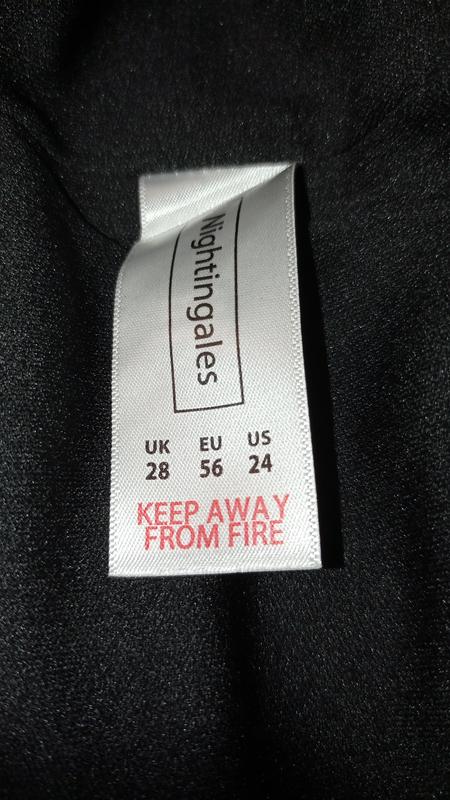 Nightingales
UK EU US
28 56 24
KEEP AWAY
FROM FIRE